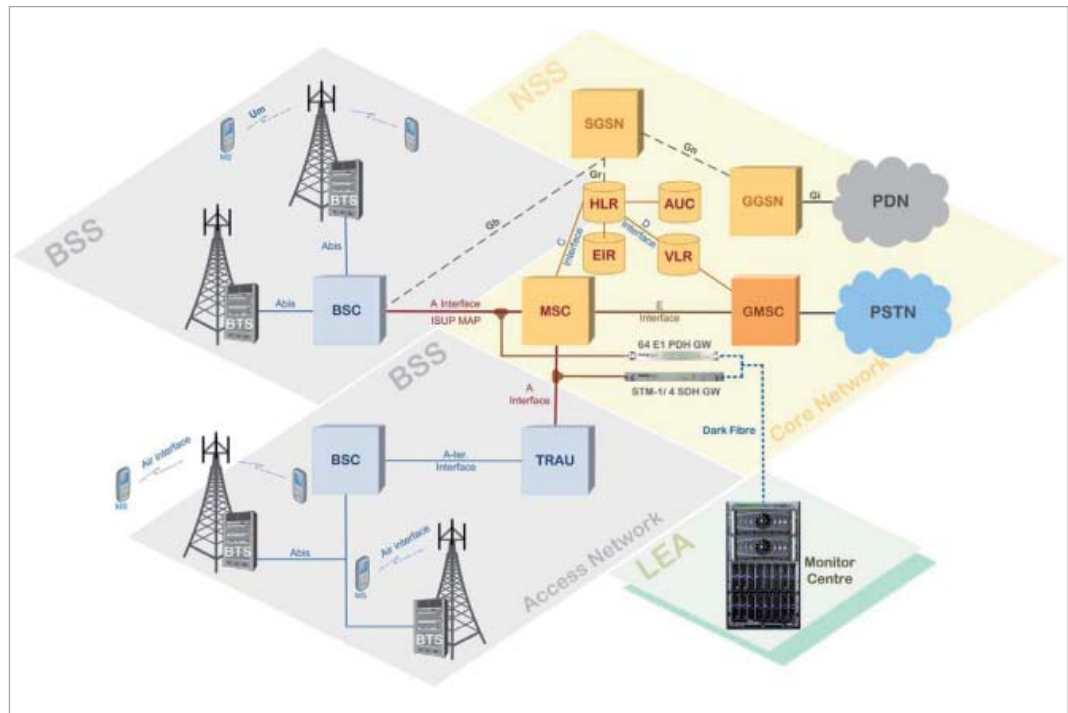 NSS
SGSN
Um
MS
BTS
Gn
Gr
HLR
AUC
GGSN
Gi
PDN
BSS
Gb
C
Interface
D
Interface
EIR
VLR
Abis
BTS
Abis
BSC
A Interface
ISUP MAP
MSC
E
Interface
GMSC
PSTN
BSS
64 E1 PDH GW
STM-1/ 4 SDH GW
A
Interface
Core Network
Dark Fibre
Air interface
MS
BSC
A-ter
Interface
TRAU
BTS
Abis
Air interface
MS
Access Network
LEA
Monitor
Centre
BTS